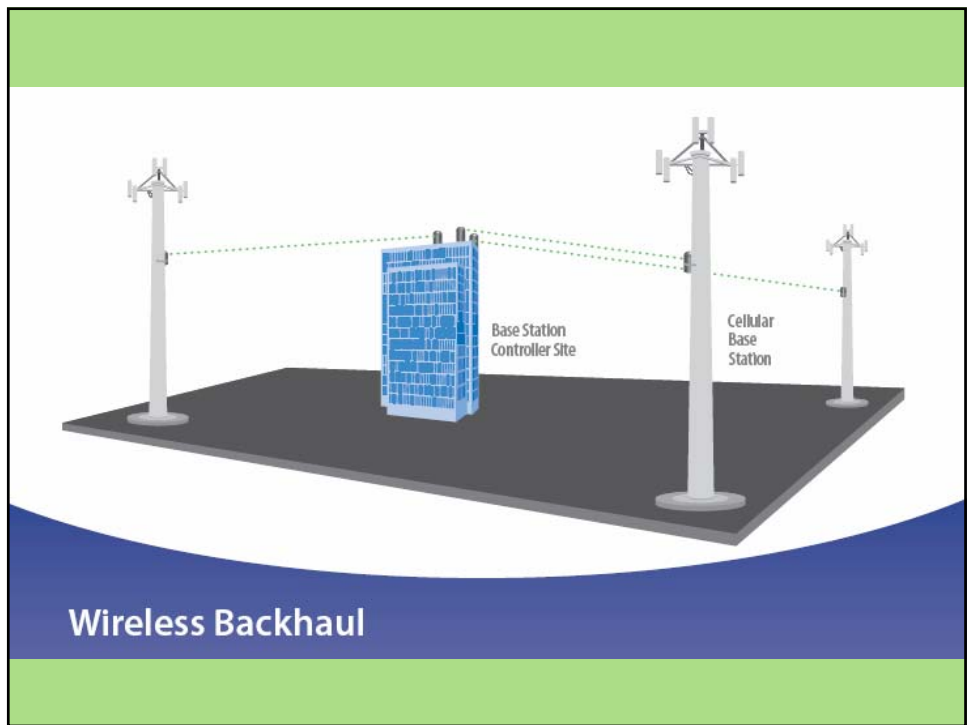 Base Station
Controller Site
Cellular
Base
Station
Wireless Backhaul